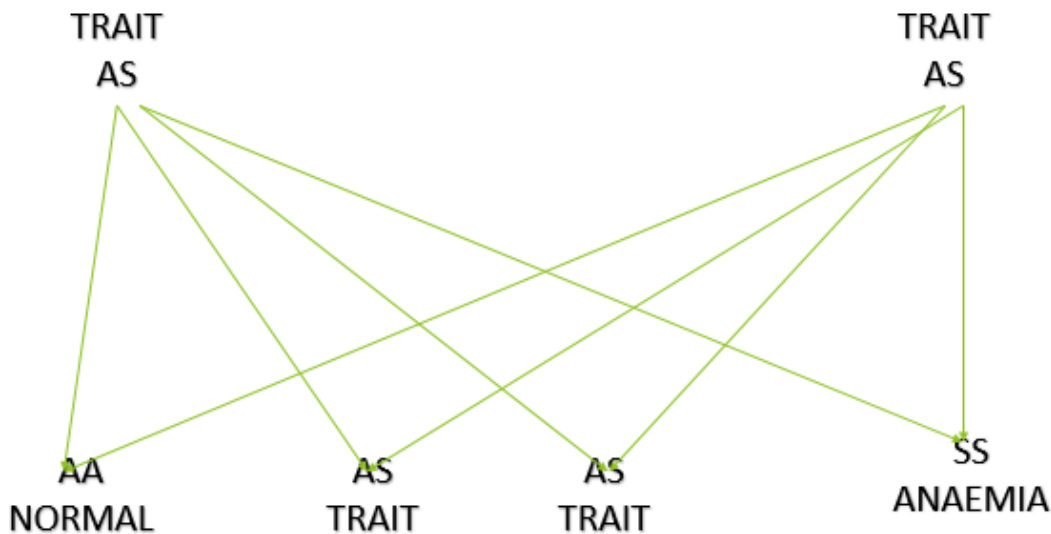 TRAIT
AS
TRAIT
AS
AA
NORMAL
AS
TRAIT
AS
TRAIT
SS
ANAEMIA